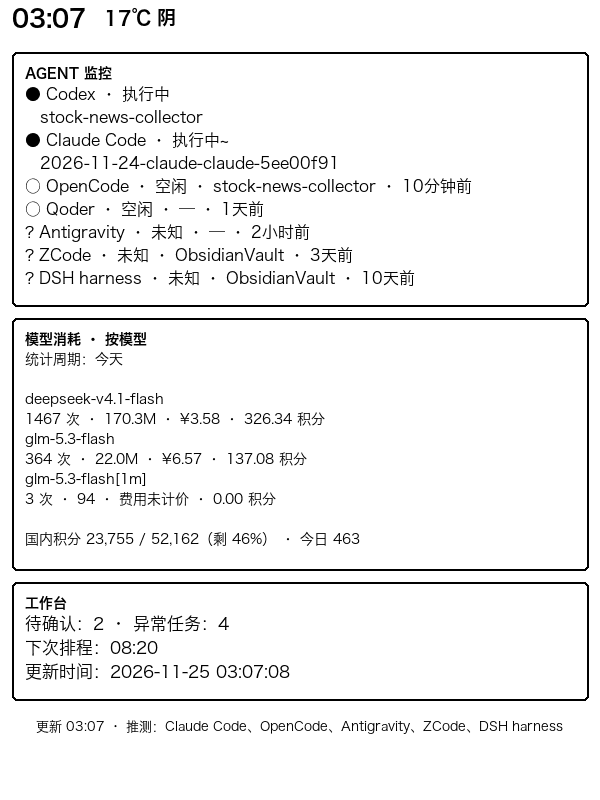 03:07 17℃ 阴
AGENT 监控
● Codex · 执行中
stock-news-collector
● Claude Code · 执行中~
2026-11-24-claude-claude-5ee00f91
○ OpenCode · 空闲 · stock-news-collector · 10分钟前
○ Qoder · 空闲 · — · 1天前
? Antigravity · 未知 · — · 2小时前
? ZCode · 未知 · ObsidianVault · 3天前
? DSH harness · 未知 · ObsidianVault · 10天前
模型消耗 · 按模型
统计周期：今天
deepseek-v4.1-flash
1467 次 · 170.3M · ¥3.58 · 326.34 积分
glm-5.3-flash
364 次 · 22.0M · ¥6.57 · 137.08 积分
glm-5.3-flash[1m]
3 次 · 94 · 费用未计价 · 0.00 积分
国内积分 23,755 / 52,162（剩 46%） · 今日 463
工作台
待确认：2 · 异常任务：4
下次排程：08:20
更新时间：2026-11-25 03:07:08
更新 03:07 · 推测：Claude Code、OpenCode、Antigravity、ZCode、DSH harness